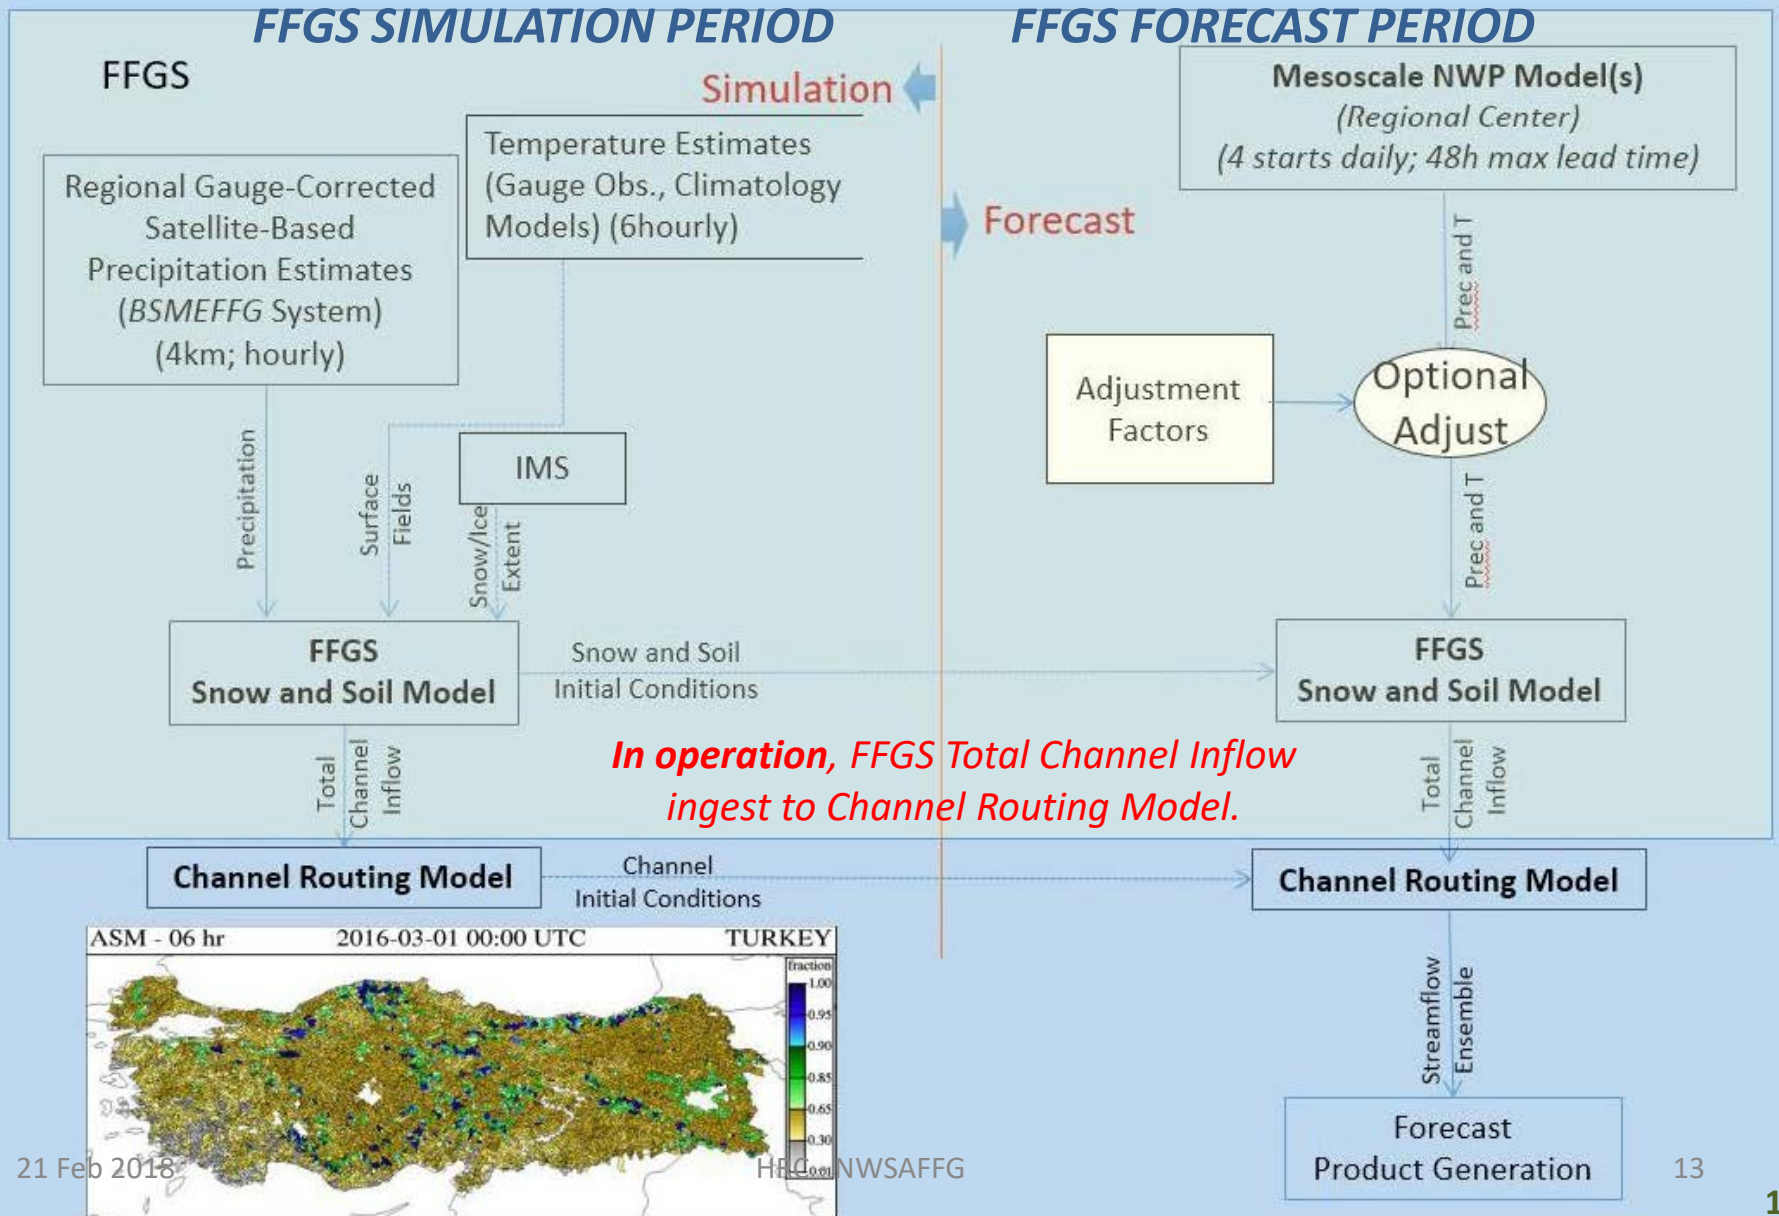 FFGS SIMULATION PERIOD
FFGS FORECAST PERIOD
FFGS
Simulation
Forecast
Regional Gauge-Corrected
Satellite-Based
Precipitation Estimates
(BSMEFFG System)
(4km; hourly)
Temperature Estimates
(Gauge Obs., Climatology
Models) (6hourly)
Mesoscale NWP Model(s)
(Regional Center)
(4 starts daily; 48h max lead time)
Prec and T
Adjustment
Factors
Optional
Adjust
Prec and T
IMS
Precipitation
Surface
Fields
Snow/Ice
Extent
FFGS
Snow and Soil Model
Snow and Soil
Initial Conditions
FFGS
Snow and Soil Model
Total
Channel
Inflow
In operation, FFGS Total Channel Inflow
ingest to Channel Routing Model.
Total
Channel
Inflow
Channel Routing Model
Channel
Initial Conditions
Channel Routing Model
Streamflow
Ensemble
Forecast
Product Generation
ASM - 06 hr 2016-03-01 00:00 UTC TURKEY
fraction
1.00
0.95
0.90
0.85
0.65
0.30
0.01
21 Feb 2018
NWSAFFG
13
1